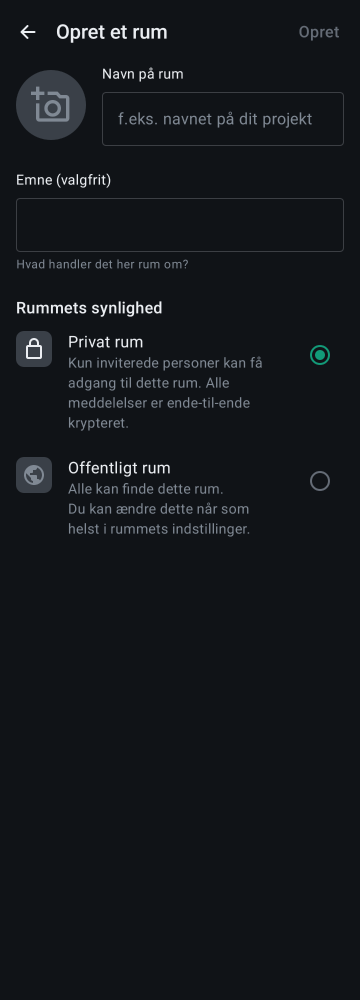 Opret et rum
Opret
Navn på rum
f.eks. navnet på dit projekt
Emne (valgfrit)
Hvad handler det her rum om?
Rummets synlighed
Privat rum
Kun inviterede personer kan få
adgang til dette rum. Alle
meddelelser er ende-til-ende
krypteret.
Offentligt rum
Alle kan finde dette rum.
Du kan ændre dette når som
helst i rummets indstillinger.